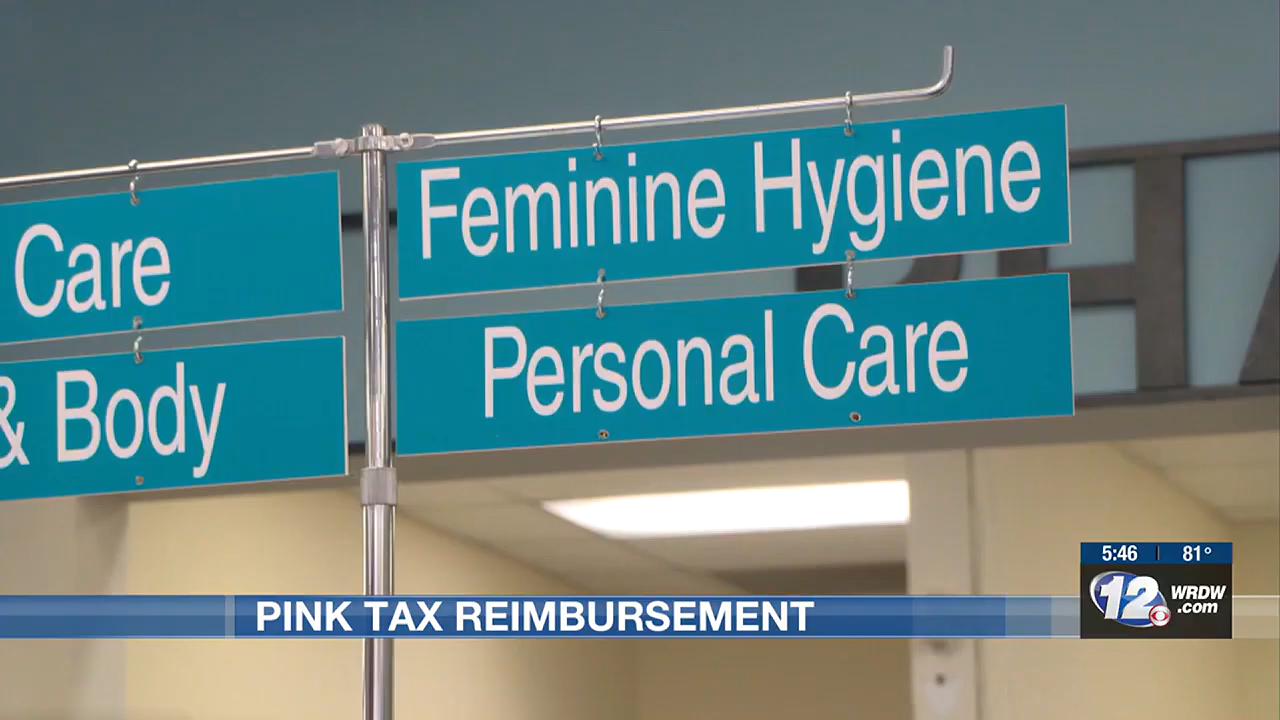 Feminine Hygiene
Care
Personal Care
& Body
PINK TAX REIMBURSEMENT
5:46 81°
12 WRDW
.com